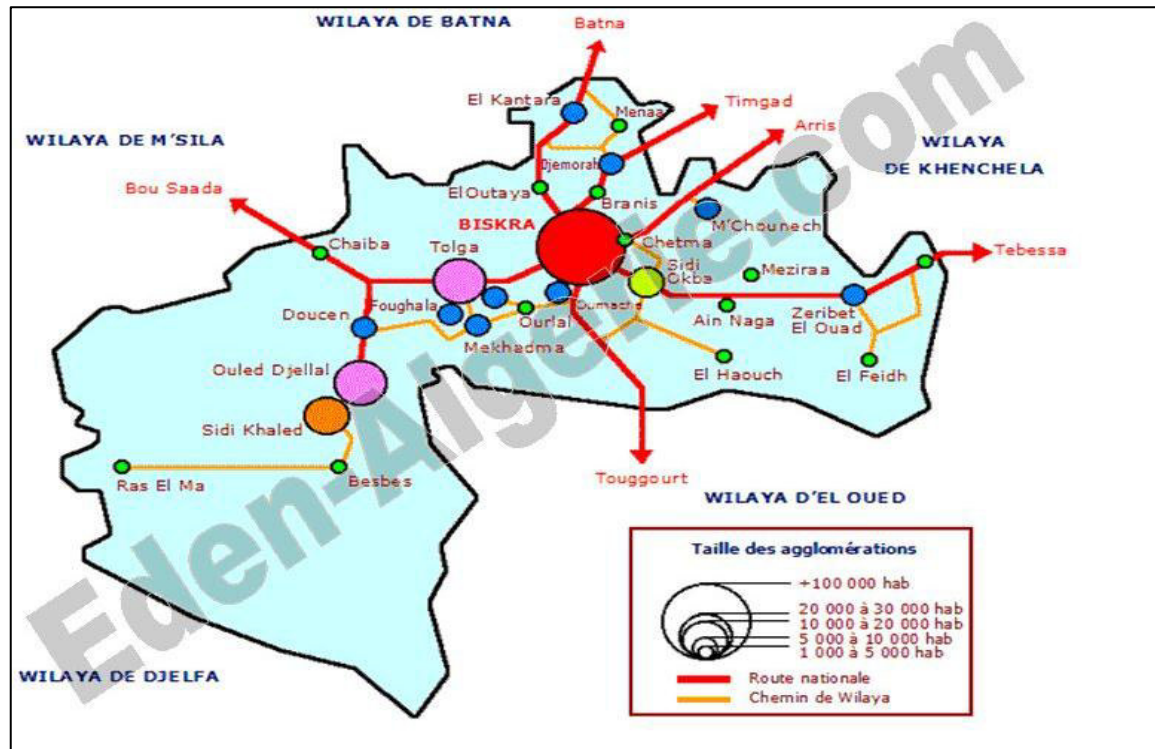 WILAYA DE BATNA
Batna
El Kantara
Menaa
Timgad
Arris
WILAYA DE M'SILA
WILAYA
DE KHENCHELA
Djemorah
Bou Saada
El Outaya
Branis
BISKRA
M'Chounech
Chaiba
Tolga
Chetma
Tebessa
Sidi
Okba
Meziraa
Foughala
Oumache
Doucen
Ourlal
Ain Naga
Zeribet
El Ouad
Mekhadma
Ouled Djellal
El Haouch
El Feidh
Sidi Khaled
Ras El Ma
Besbes
Touggourt
WILAYA D'EL OUED
Taille des agglomérations
+100 000 hab
20 000 à 30 000 hab
10 000 à 20 000 hab
5 000 à 10 000 hab
1 000 à 5 000 hab
Route nationale
Chemin de Wilaya
WILAYA DE DJELFA
Eden-Algerie.com